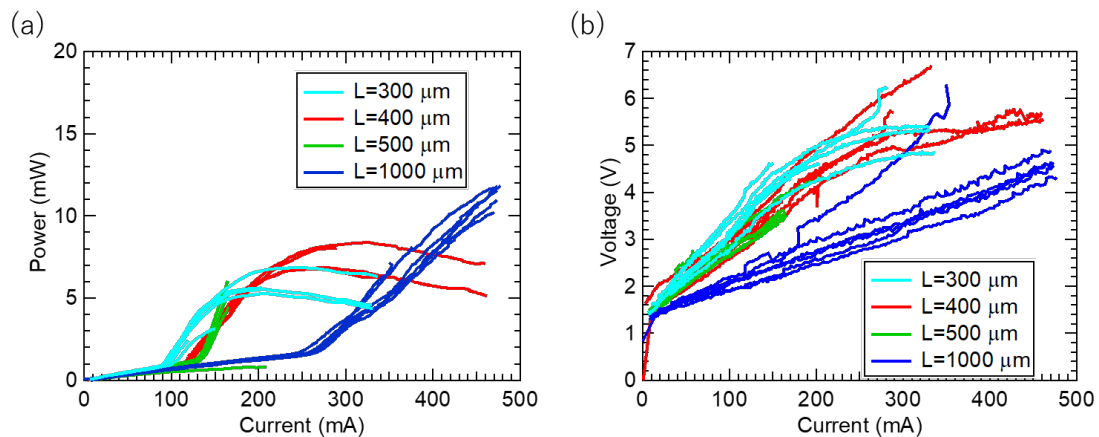 (a)
20
15
10
5
0
Power (mW)
L=300 μm
L=400 μm
L=500 μm
L=1000 μm
0 100 200 300 400 500
Current (mA)
(b)
7
6
5
4
3
2
1
0
Voltage (V)
L=300 μm
L=400 μm
L=500 μm
L=1000 μm
0 100 200 300 400 500
Current (mA)